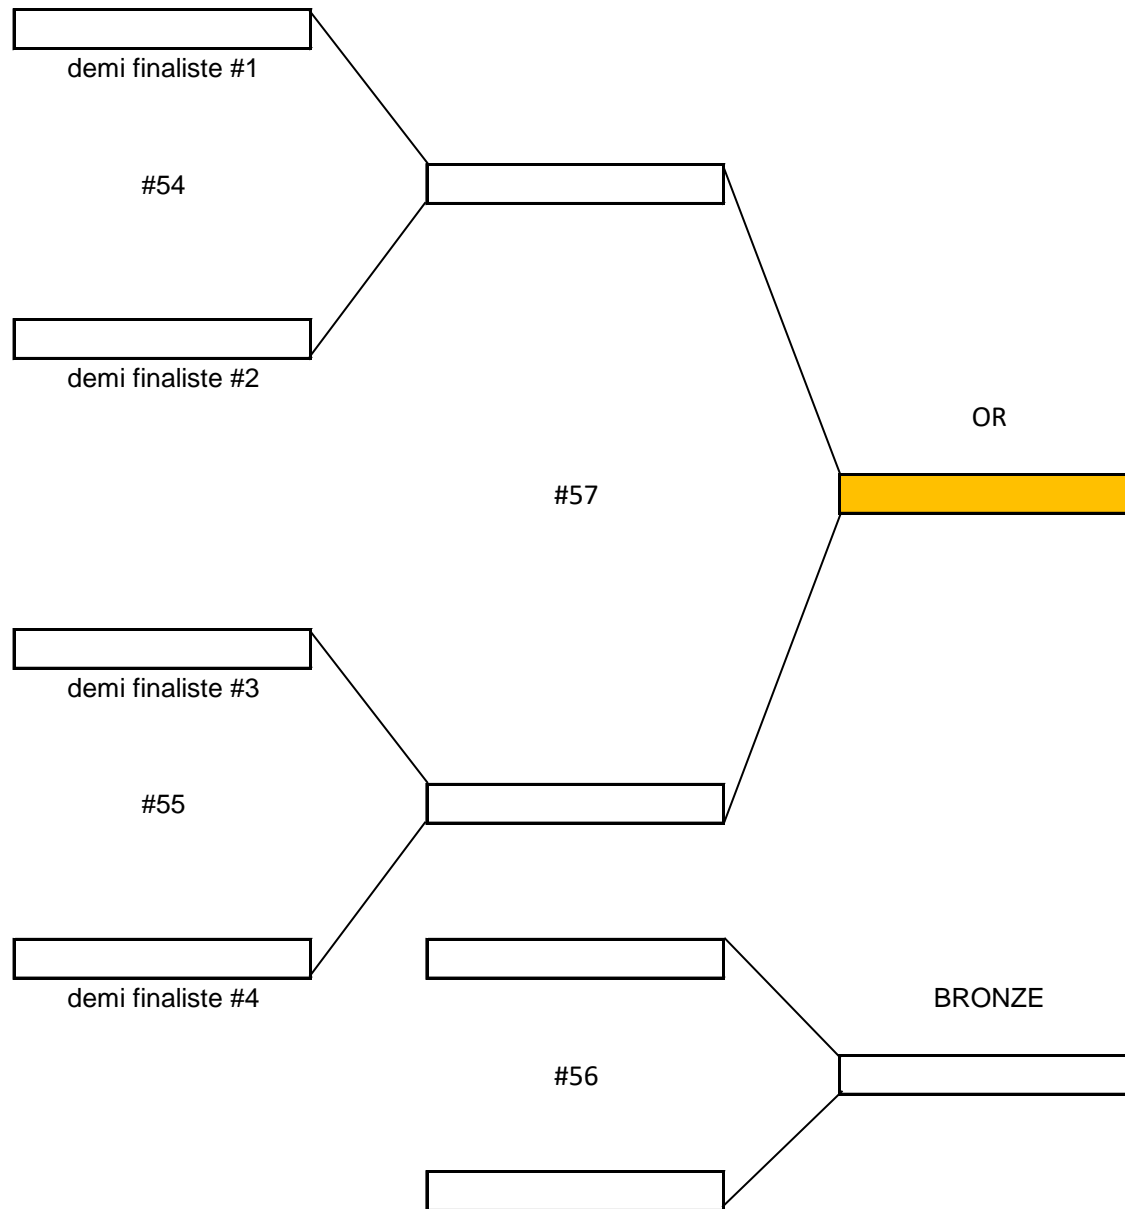 demi finaliste #1
#54
demi finaliste #2
OR
#57
demi finaliste #3
#55
demi finaliste #4
BRONZE
#56